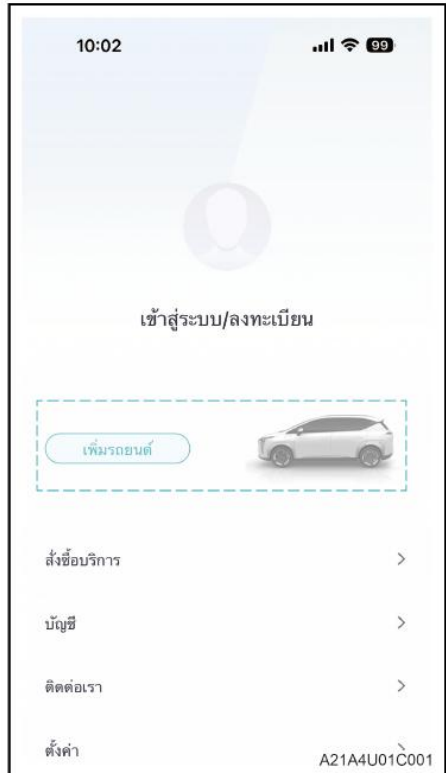 10:02 99
เข้าสู่ระบบ/ลงทะเบียน
เพิ่มรถยนต์
สั่งซื้อบริการ
บัญชี
ติดต่อเรา
ตั้งค่า
A21A4U01C001